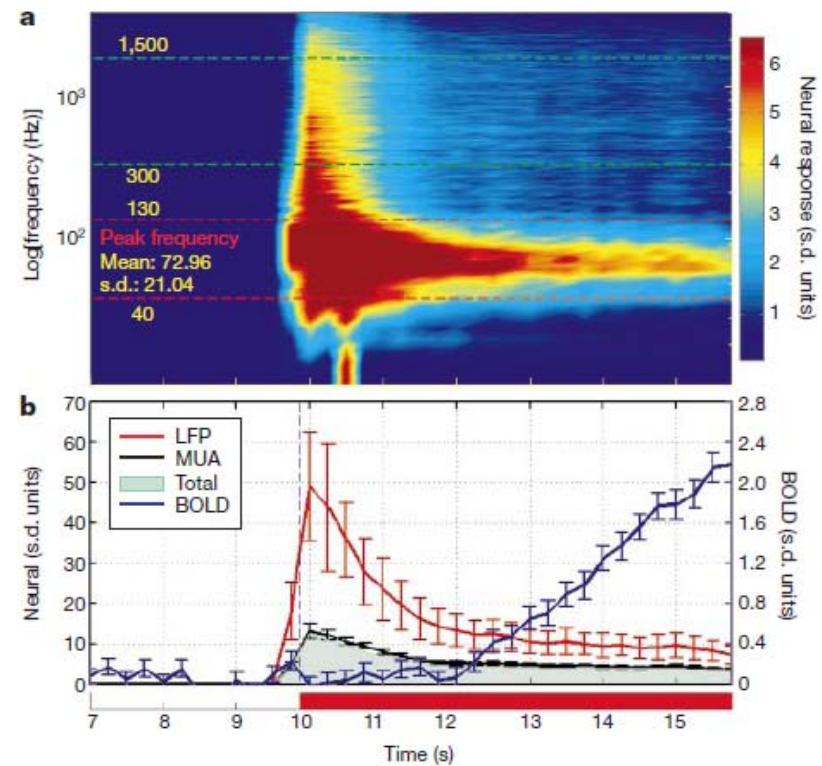 a
1,500
10³
300
130
10²
Peak frequency
Mean: 72.96
s.d.: 21.04
40
Log[frequency (Hz)]
6
5
4
3
2
1
Neural response (s.d. units)
b
70
60
50
40
30
20
10
0
Neural (s.d. units)
LFP
MUA
Total
BOLD
2.8
2.4
2.0
1.6
1.2
0.8
0.4
0
BOLD (s.d. units)
7 8 9 10 11 12 13 14 15
Time (s)